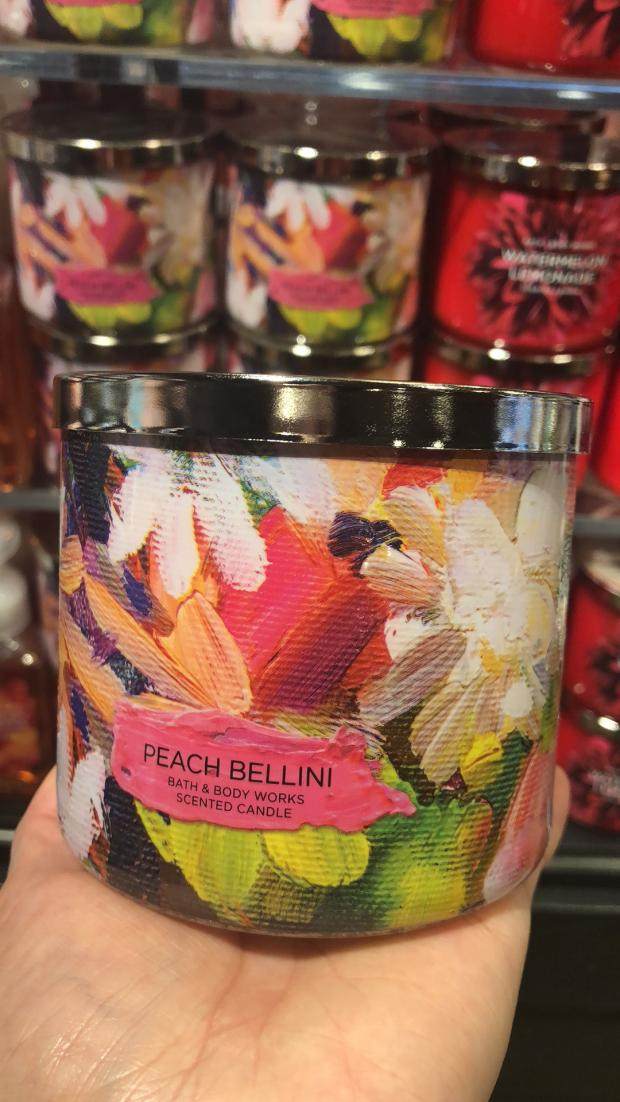 WATERMELON
LEMONADE
PEACH BELLINI
BATH & BODY WORKS
SCENTED CANDLE